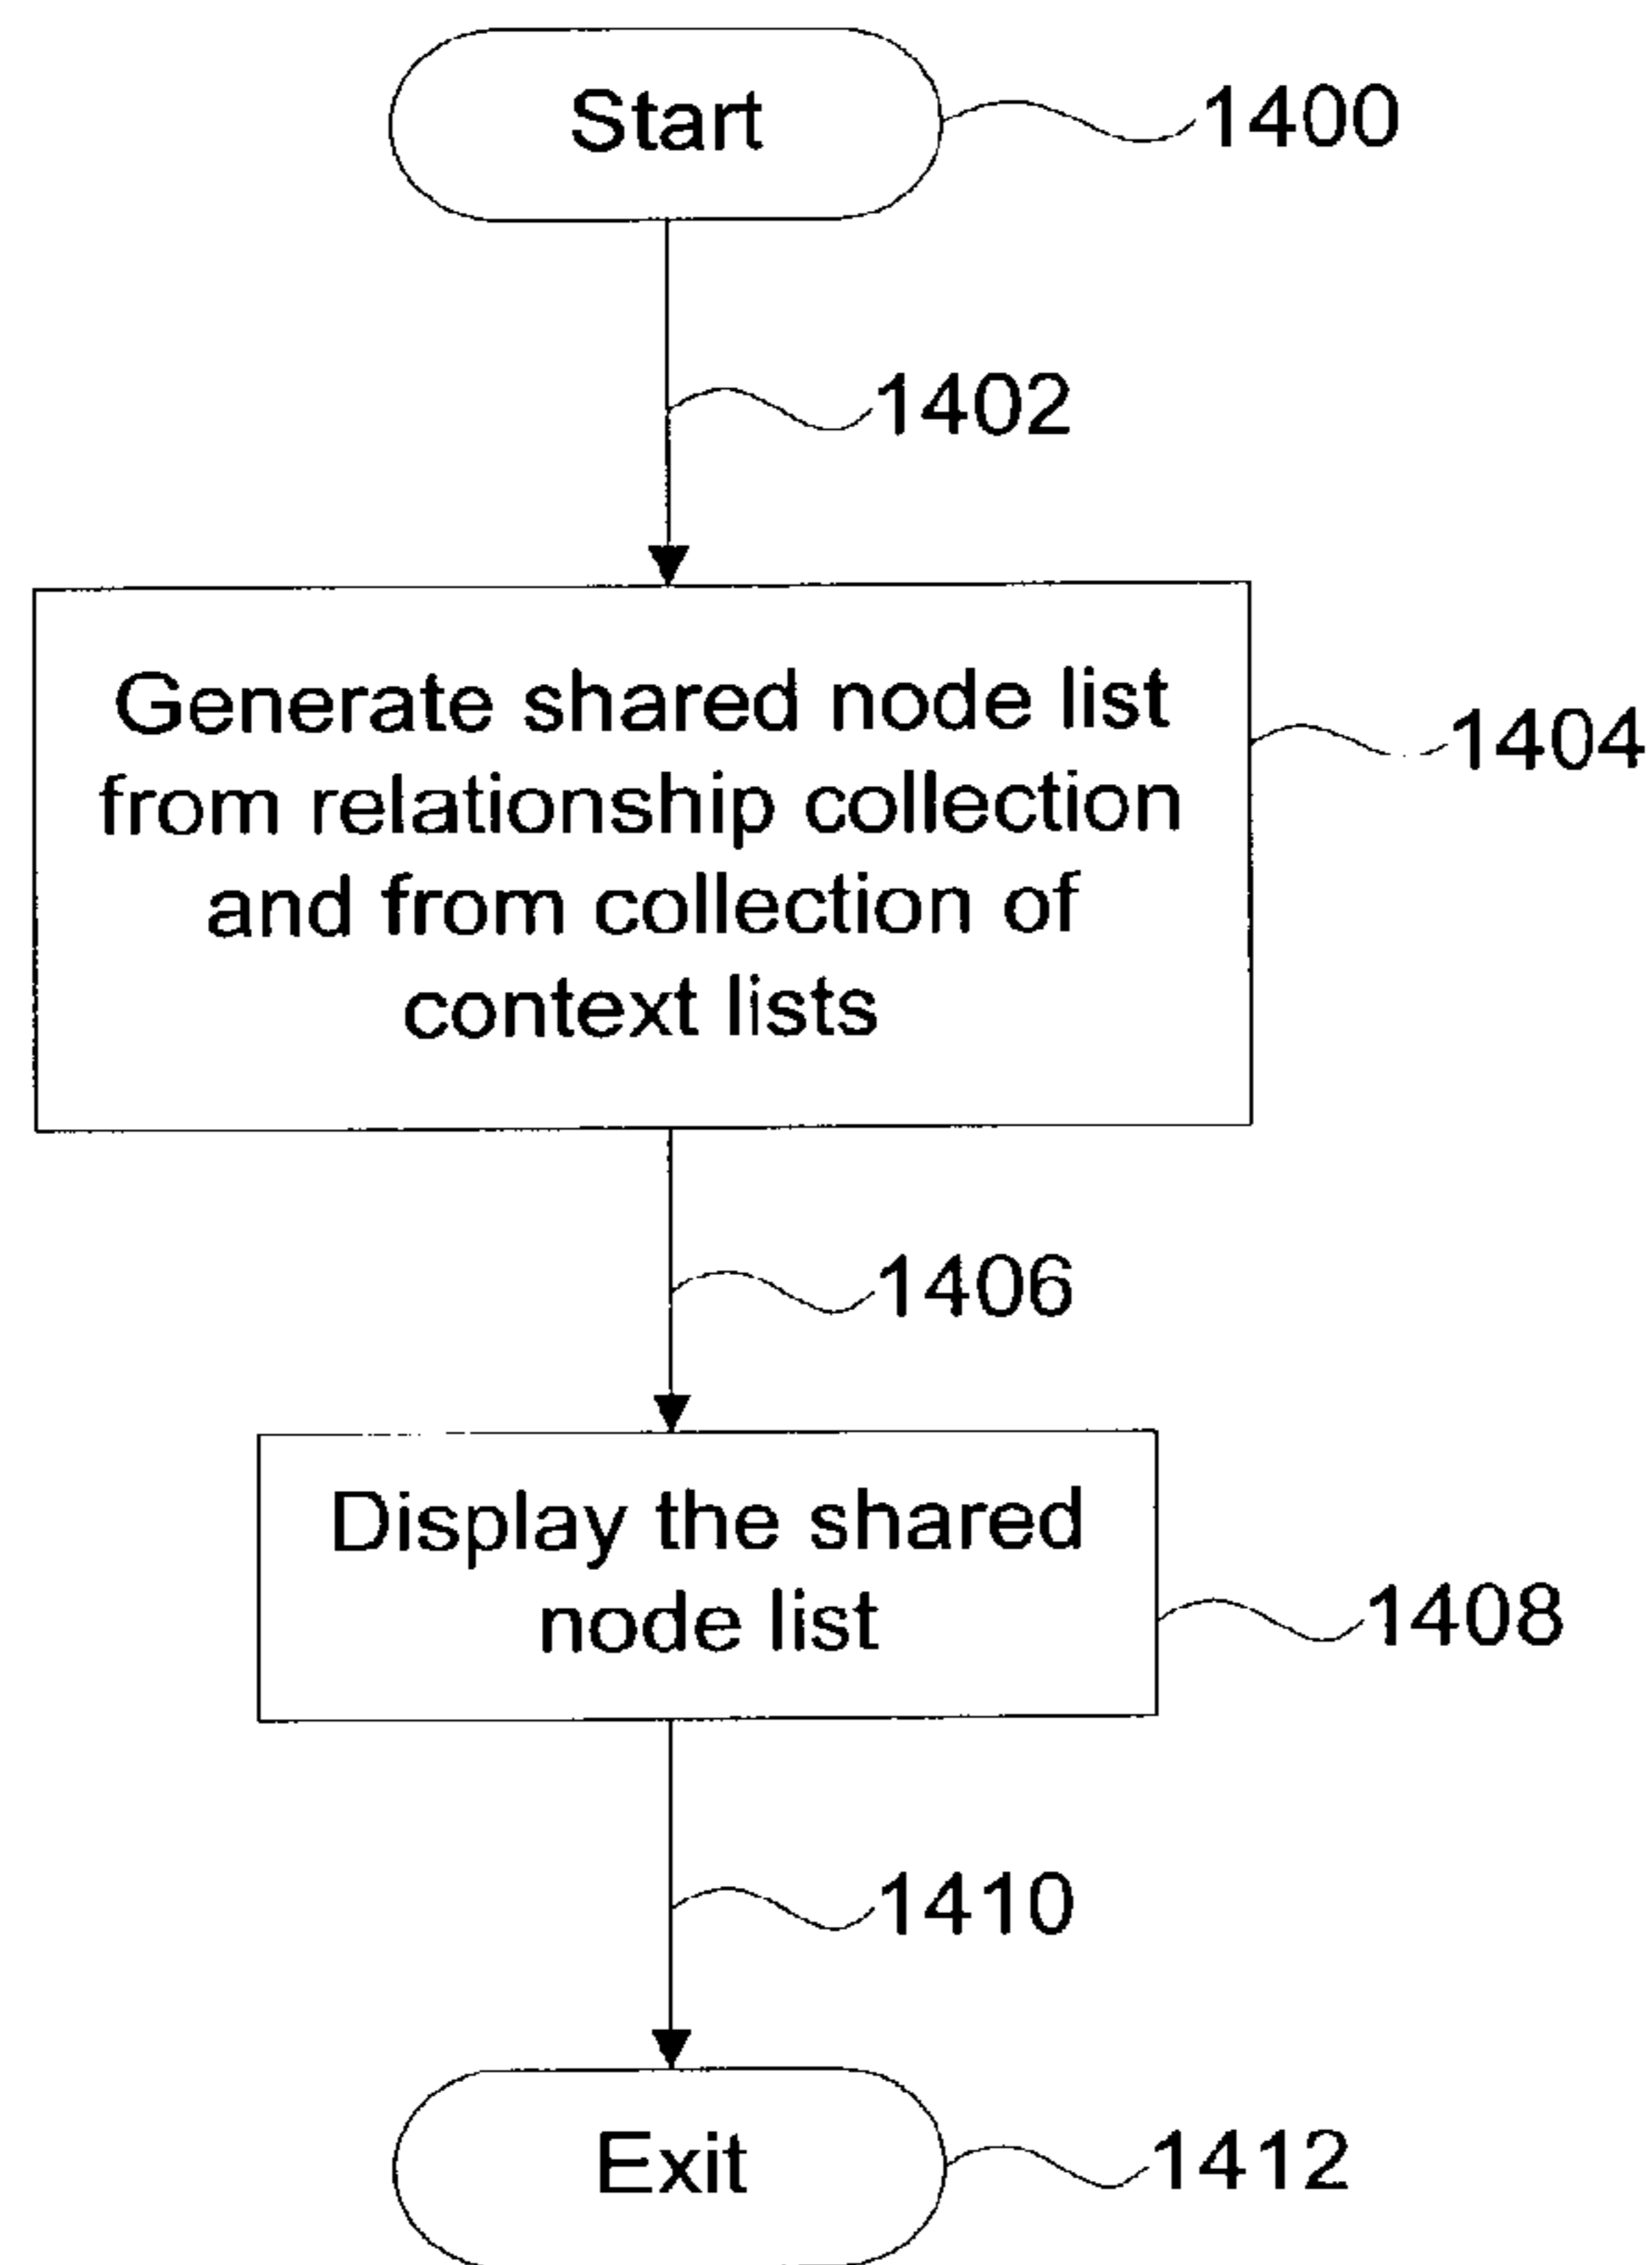 Start
1400
1402
Generate shared node list
from relationship collection
and from collection of
context lists
1404
1406
Display the shared
node list
1408
1410
Exit
1412